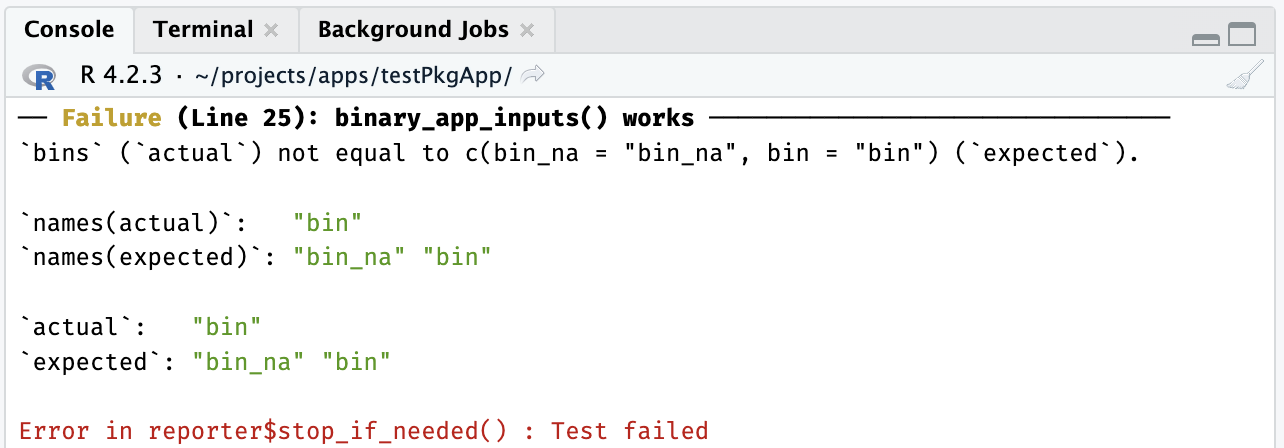 Console Terminal Background Jobs
R 4.2.3 · ~/projects/apps/testPkgApp/
── Failure (Line 25): binary_app_inputs() works ────────────────────────────────
`bins` (`actual`) not equal to c(bin_na = "bin_na", bin = "bin") (`expected`).
`names(actual)`:   "bin"
`names(expected)`: "bin_na" "bin"
`actual`:   "bin"
`expected`: "bin_na" "bin"
Error in reporter$stop_if_needed() : Test failed